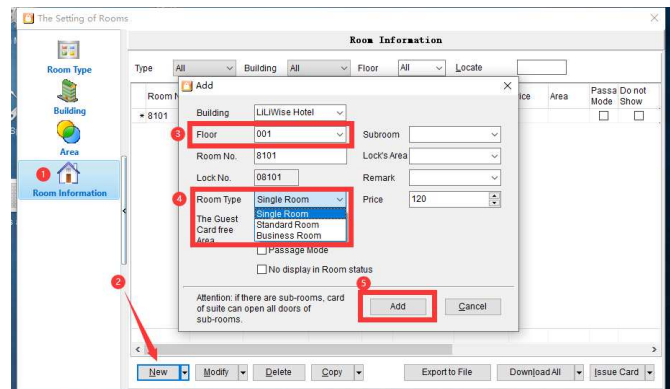 The Setting of Rooms
Room Information
Room Type
Building
Area
1
Room Information
Type All Building All Floor All Locate
Room N ice Area Passa Mode Do not Show
8101
Add
Building LiLiWise Hotel
3 Floor 001 Subroom
Room No. 8101 Lock's Area
Lock No. 08101 Remark
4 Room Type Single Room Price 120
Single Room
Standard Room
Business Room
The Guest
Card free
Area
Passage Mode
No display in Room status
5
Attention: if
there are sub-rooms, card
of suite can open all doors of
sub-rooms.
Add Cancel
2
New Modify Delete Copy Export to File Download All Issue Card